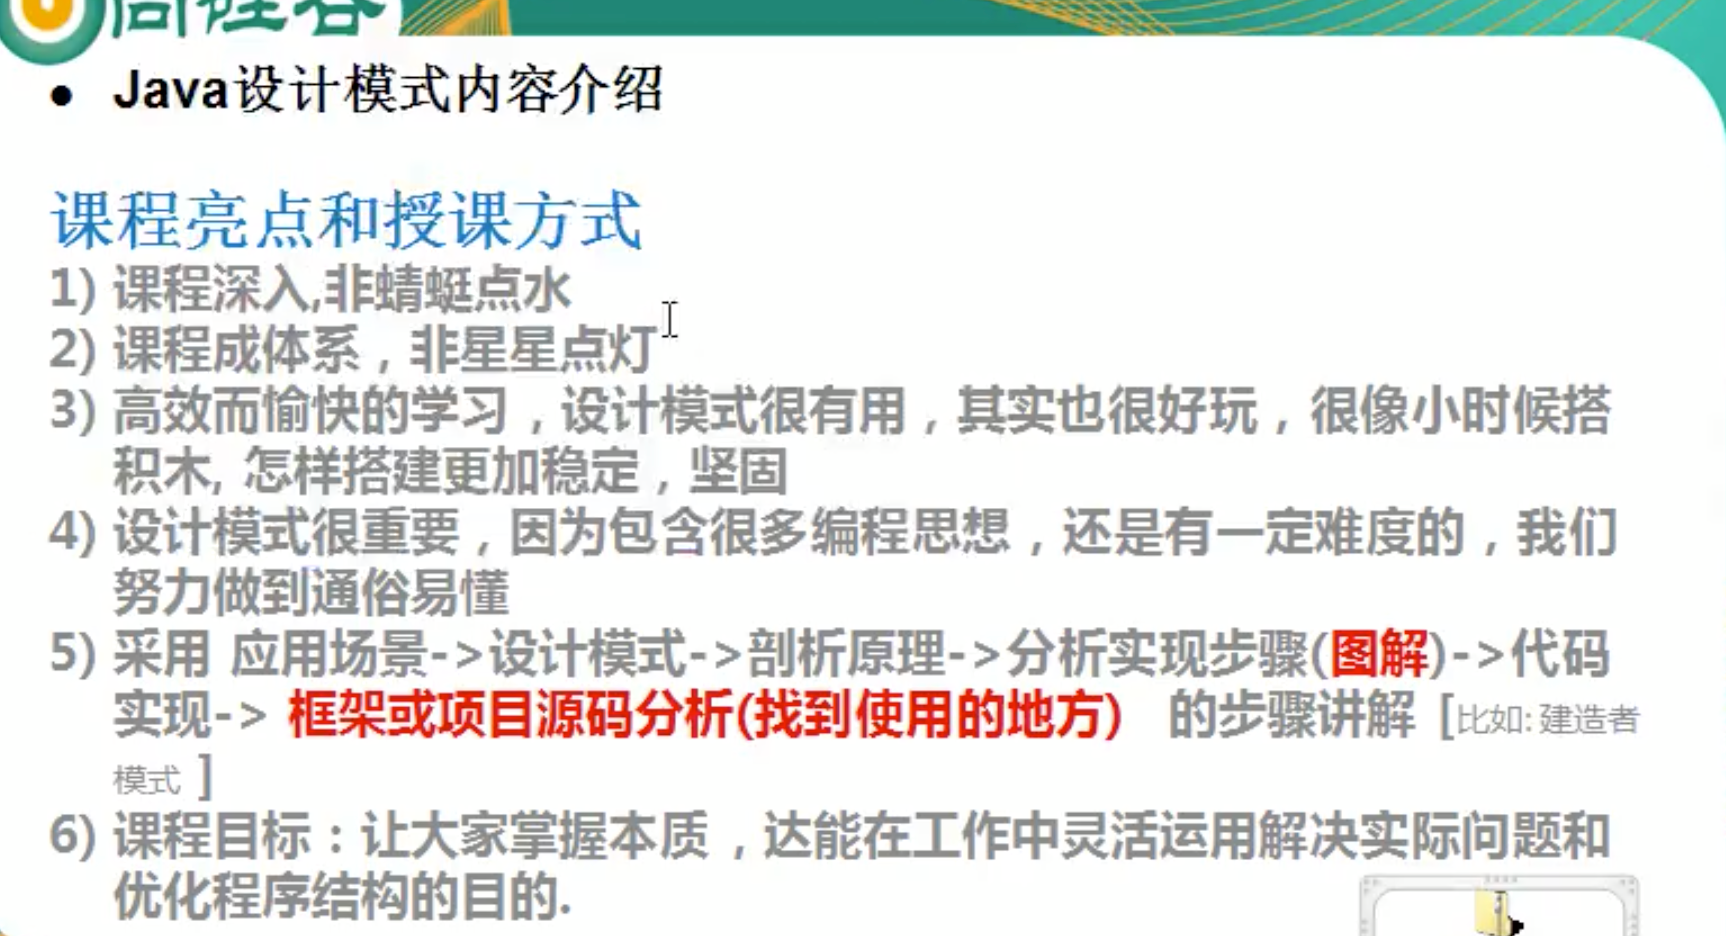 Java设计模式内容介绍
课程亮点和授课方式
1) 课程深入,非蜻蜓点水
2) 课程成体系，非星星点灯
3) 高效而愉快的学习，设计模式很有用，其实也很好玩，很像小时候搭
积木, 怎样搭建更加稳定，坚固
4) 设计模式很重要，因为包含很多编程思想，还是有一定难度的，我们
努力做到通俗易懂
5) 采用 应用场景->设计模式->剖析原理->分析实现步骤(图解)->代码
实现-> 框架或项目源码分析(找到使用的地方) 的步骤讲解 [比如: 建造者
模式 ]
6) 课程目标：让大家掌握本质，达能在工作中灵活运用解决实际问题和
优化程序结构的目的.